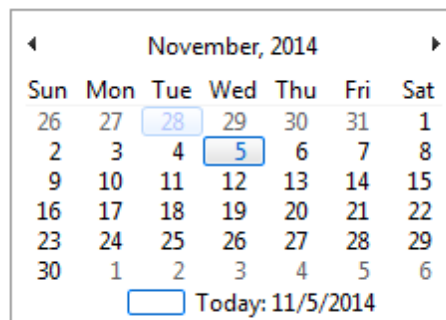 November, 2014
Sun Mon Tue Wed Thu Fri Sat
26 27 28 29 30 31 1
2 3 4 5 6 7 8
9 10 11 12 13 14 15
16 17 18 19 20 21 22
23 24 25 26 27 28 29
30 1 2 3 4 5 6
Today: 11/5/2014